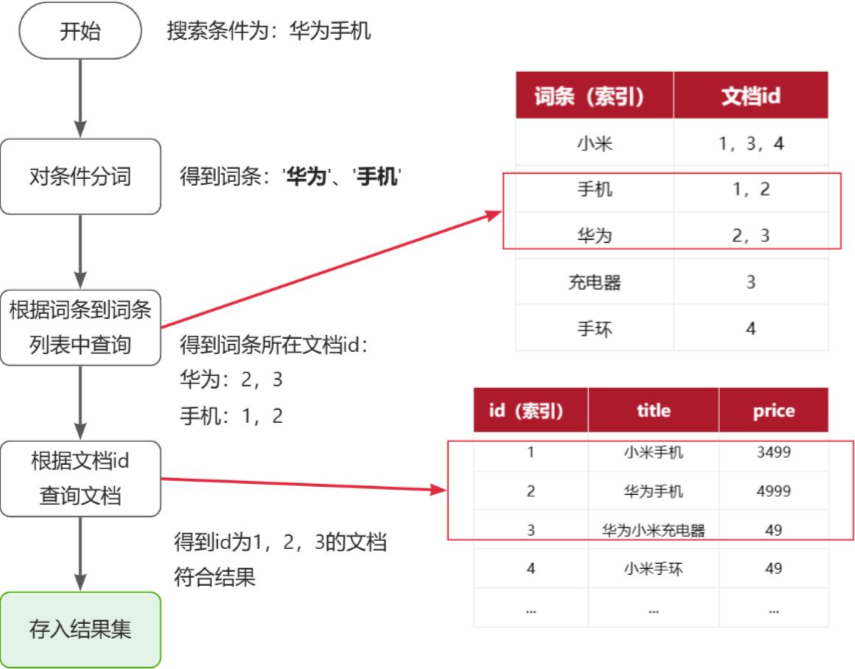 开始
搜索条件为：华为手机
对条件分词
得到词条：'华为'、'手机'
根据词条到词条
列表中查询
得到词条所在文档id：
华为：2，3
手机：1，2
根据文档id
查询文档
得到id为1，2，3的文档
符合结果
存入结果集
词条（索引） 文档id
小米 1，3，4
手机 1，2
华为 2，3
充电器 3
手环 4
id（索引） title price
1 小米手机 3499
2 华为手机 4999
3 华为小米充电器 49
4 小米手环 49
... ... ...